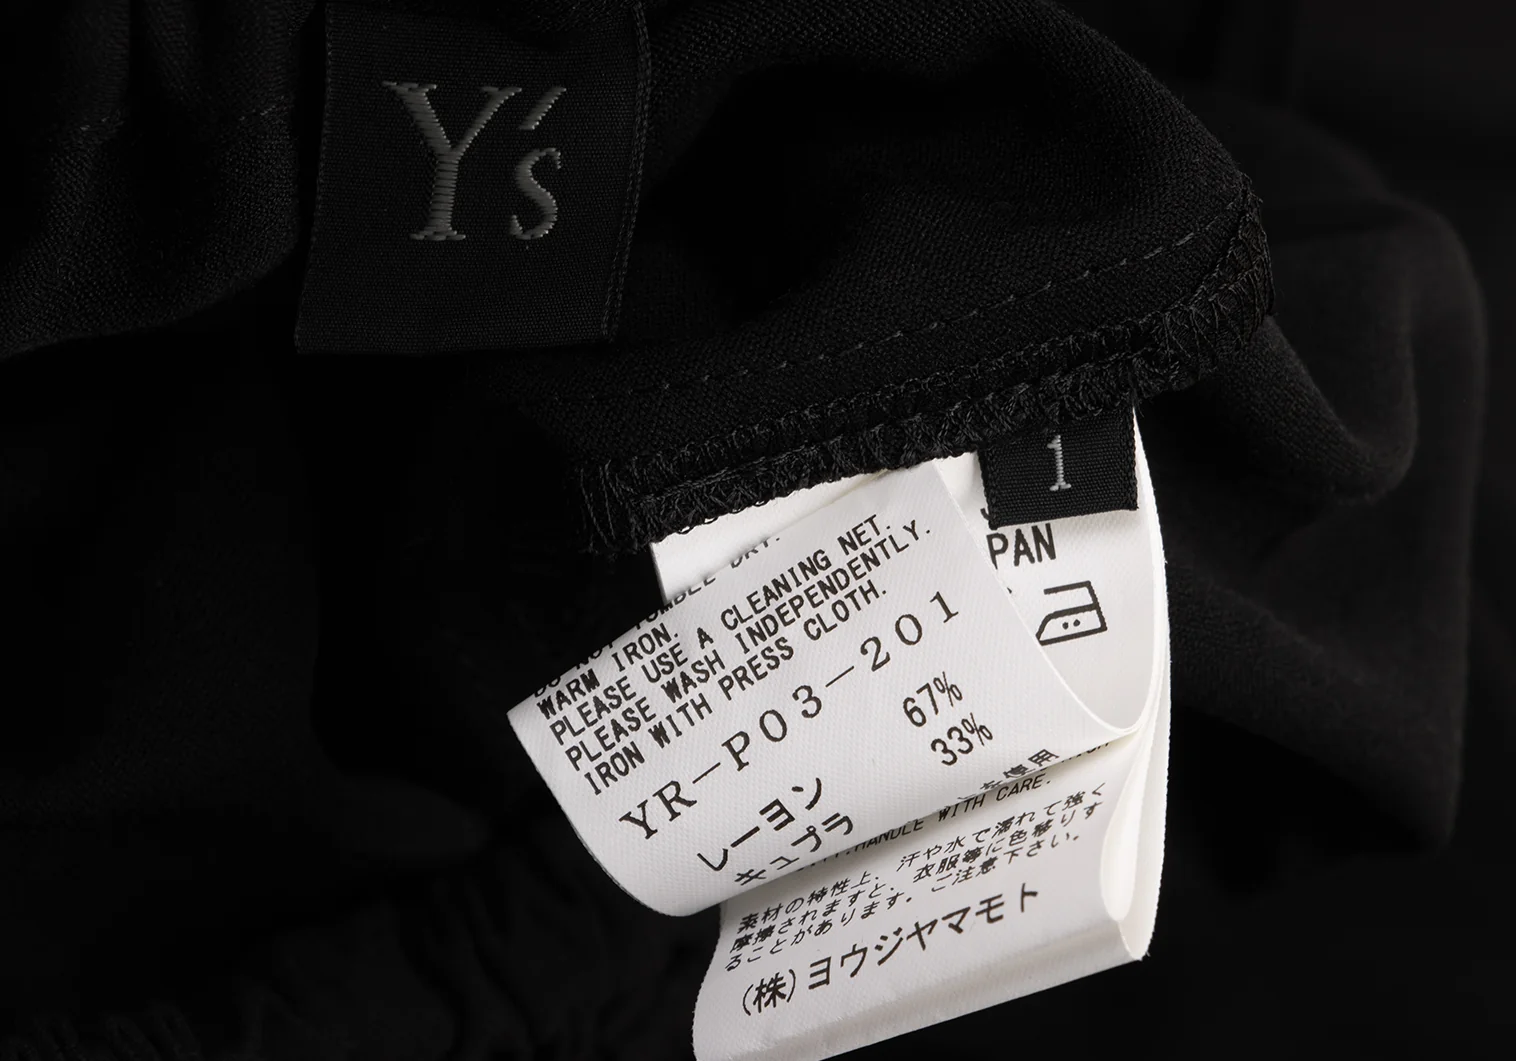 Y's
1
PAN
DRY.
WARM IRON.
PLEASE USE A CLEANING NET.
PLEASE WASH INDEPENDENTLY.
IRON WITH PRESS CLOTH.
YR-P03-201
レーヨン 67%
キュプラ 33%
使用
HANDLE WITH CARE.
素材の特性上、汗や水で濡れて強く
摩擦されますと、衣服等に色移りす
ることがあります。ご注意下さい。
(株)ヨウジヤマモト